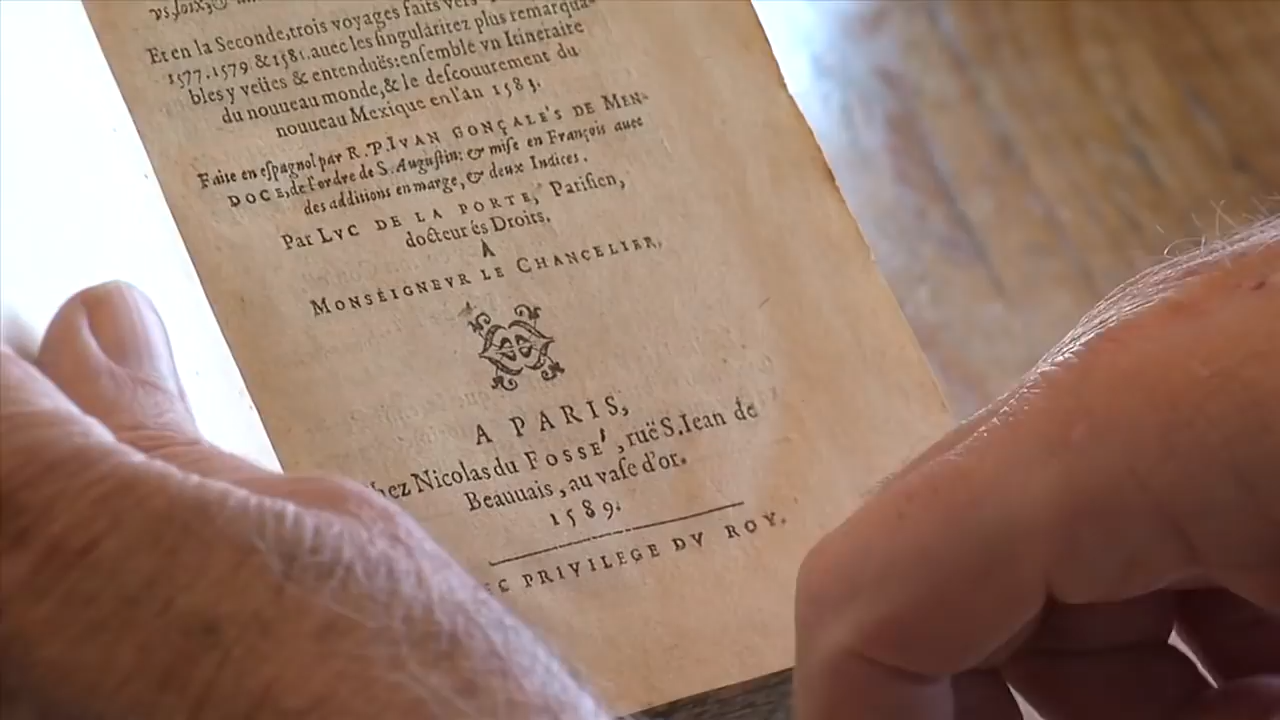 Et en la Seconde, trois voyages faits vers
1577. 1579. & 1581. auec les singularitez plus remarqua-
bles y veües & entenduës: ensemble vn Itineraire
du nouueau monde, & le descouurement du
nouueau Mexique en l'an 1583.
Faite en espagnol par R. P. IVAN GONÇALES DE MEN-
DOCE, de l'ordre de S. Augustin: & mise en François auec
des additions en marge, & deux Indices.
Par LVC DE LA PORTE, Parisien,
docteur és Droits.
A
MONSEIGNEVR LE CHANCELIER,
A PARIS,
hez Nicolas du FOSSE', ruë S. Iean de
Beauuais, au vase d'or.
1589.
EC PRIVILEGE DV ROY.